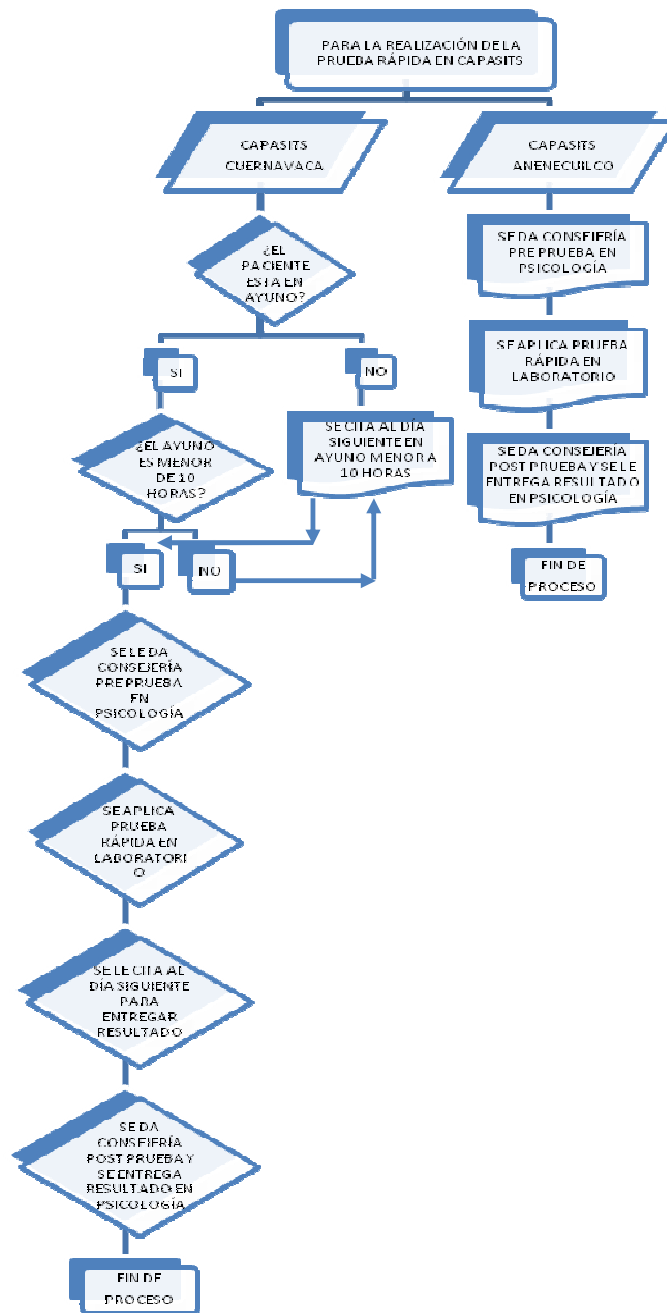 PARA LA REALIZACIÓN DE LA
PRUEBA RÁPIDA EN CAPASITS
CAPASITS
CUERNAVACA
CAPASITS
ANENECUILCO
¿EL
PACIENTE
ESTA EN
AYUNO?
SE DA CONSEJERÍA
PRE PRUEBA EN
PSICOLOGÍA
SI
NO
SE APLICA PRUEBA
RÁPIDA EN
LABORATORIO
¿EL AYUNO
ES MENOR
DE 10
HORAS?
SE CITA AL DÍA
SIGUIENTE EN
AYUNO MENOR A
10 HORAS
SE DA CONSEJERÍA
POST PRUEBA Y SE LE
ENTREGA RESULTADO
EN PSICOLOGÍA
SI
NO
FIN DE
PROCESO
SE LE DA
CONSEJERÍA
PRE PRUEBA
EN
PSICOLOGÍA
SE APLICA
PRUEBA
RÁPIDA EN
LABORATORI
O
SE LE CITA AL
DÍA SIGUIENTE
PARA
ENTREGAR
RESULTADO
SE DA
CONSEJERÍA
POST PRUEBA Y
SE ENTREGA
RESULTADO EN
PSICOLOGÍA
FIN DE
PROCESO